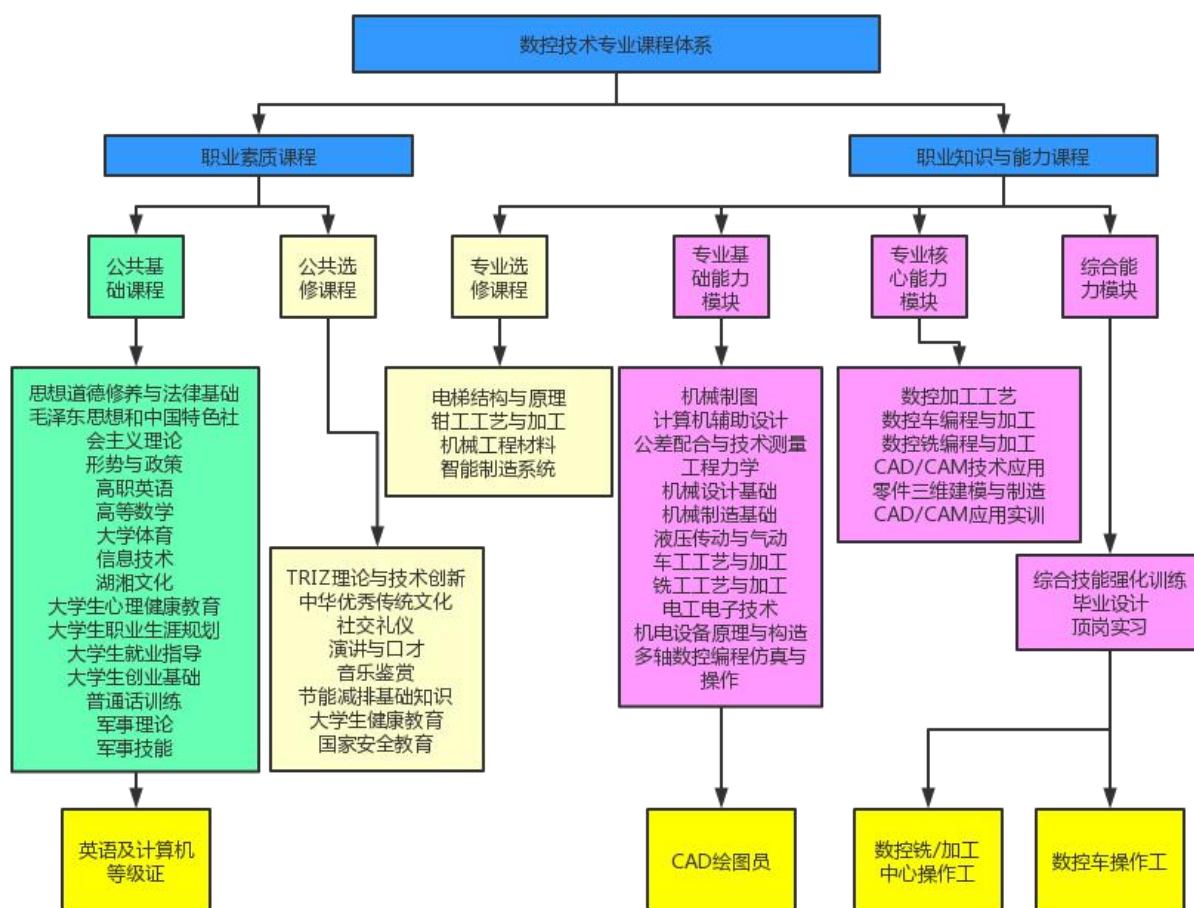 数控技术专业课程体系
职业素质课程
职业知识与能力课程
公共基
础课程
公共选
修课程
专业选
修课程
专业基
础能力
模块
专业核
心能力
模块
综合能
力模块
思想道德修养与法律基础
毛泽东思想和中国特色社
会主义理论
形势与政策
高职英语
高等数学
大学体育
信息技术
湖湘文化
大学生心理健康教育
大学生职业生涯规划
大学生就业指导
大学生创业基础
普通话训练
军事理论
军事技能
TRIZ理论与技术创新
中华优秀传统文化
社交礼仪
演讲与口才
音乐鉴赏
节能减排基础知识
大学生健康教育
国家安全教育
电梯结构与原理
钳工工艺与加工
机械工程材料
智能制造系统
机械制图
计算机辅助设计
公差配合与技术测量
工程力学
机械设计基础
机械制造基础
液压传动与气动
车工工艺与加工
铣工工艺与加工
电工电子技术
机电设备原理与构造
多轴数控编程仿真与
操作
数控加工工艺
数控车编程与加工
数控铣编程与加工
CAD/CAM技术应用
零件三维建模与制造
CAD/CAM应用实训
综合技能强化训练
毕业设计
顶岗实习
英语及计算机
等级证
CAD绘图员
数控铣/加工
中心操作工
数控车操作工